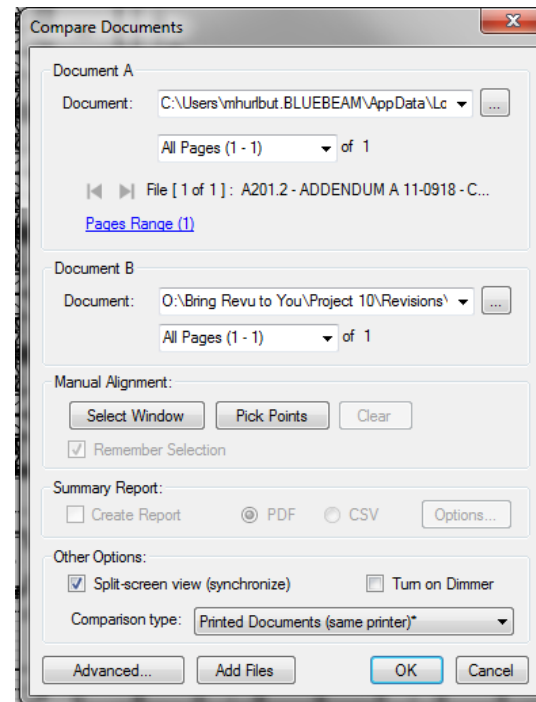 Compare Documents
Document A
Document: C:\Users\mhurlbut.BLUEBEAM\AppData\Lc ...
All Pages (1 - 1) of 1
File [ 1 of 1 ] : A201.2 - ADDENDUM A 11-0918 - C...
Pages Range (1)
Document B
Document: O:\Bring Revu to You\Project 10\Revisions\ ...
All Pages (1 - 1) of 1
Manual Alignment:
Select Window Pick Points Clear
Remember Selection
Summary Report:
Create Report PDF CSV Options...
Other Options:
Split-screen view (synchronize) Turn on Dimmer
Comparison type: Printed Documents (same printer)*
Advanced... Add Files OK Cancel